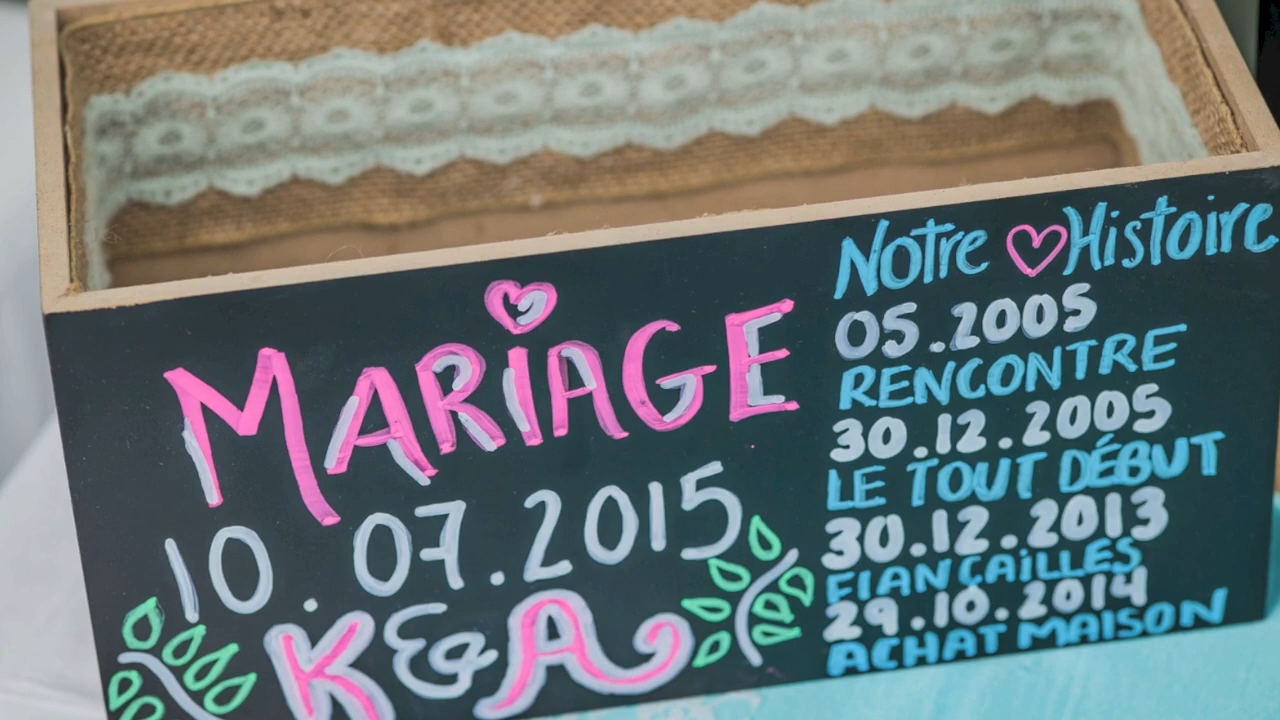 MARIAGE
10.07.2015
K&A
Notre Histoire
05.2005
RENCONTRE
30.12.2005
LE TOUT DÉBUT
30.12.2013
FIANÇAILLES
29.10.2014
ACHAT MAISON